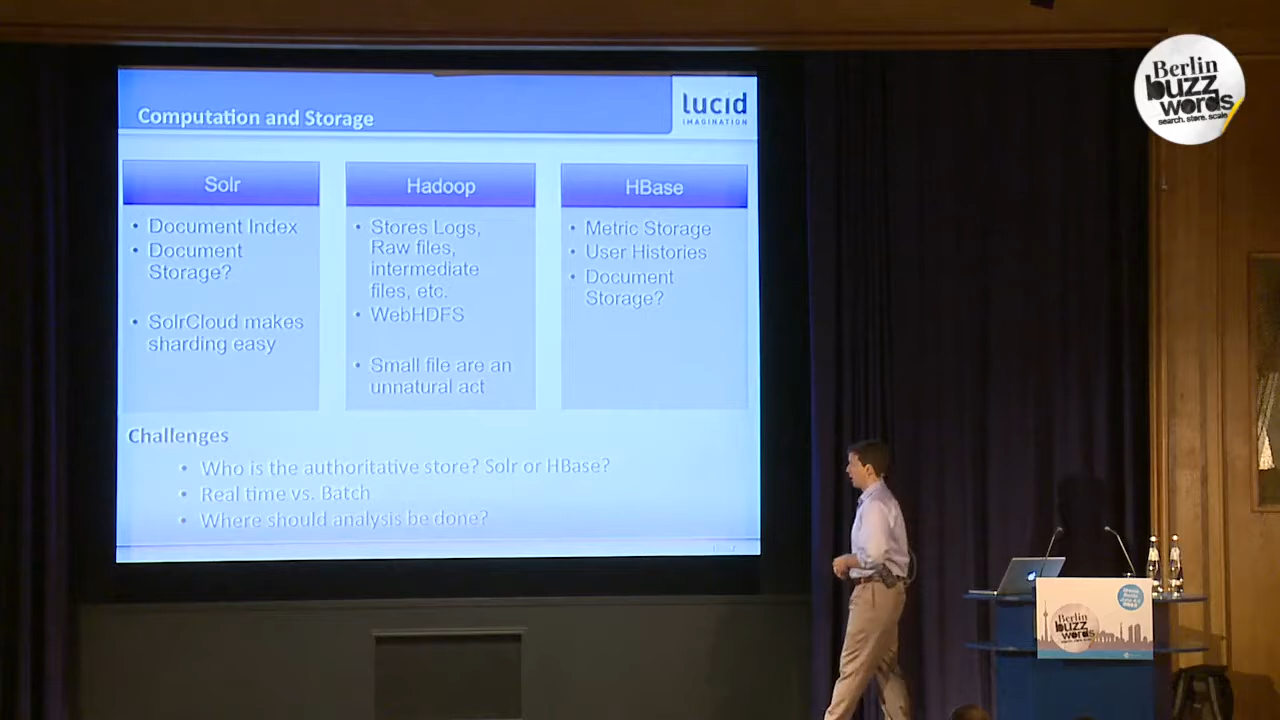 Berlin
buzz
words
search. store. scale
Computation and Storage
lucid
IMAGINATION
Solr
• Document Index
• Document
Storage?
• SolrCloud makes
sharding easy
Hadoop
• Stores Logs,
Raw files,
intermediate
files, etc.
• WebHDFS
• Small file are an
unnatural act
HBase
• Metric Storage
• User Histories
• Document
Storage?
Challenges
• Who is the authoritative store? Solr or HBase?
• Real time vs. Batch
• Where should analysis be done?
Berlin
buzz
words